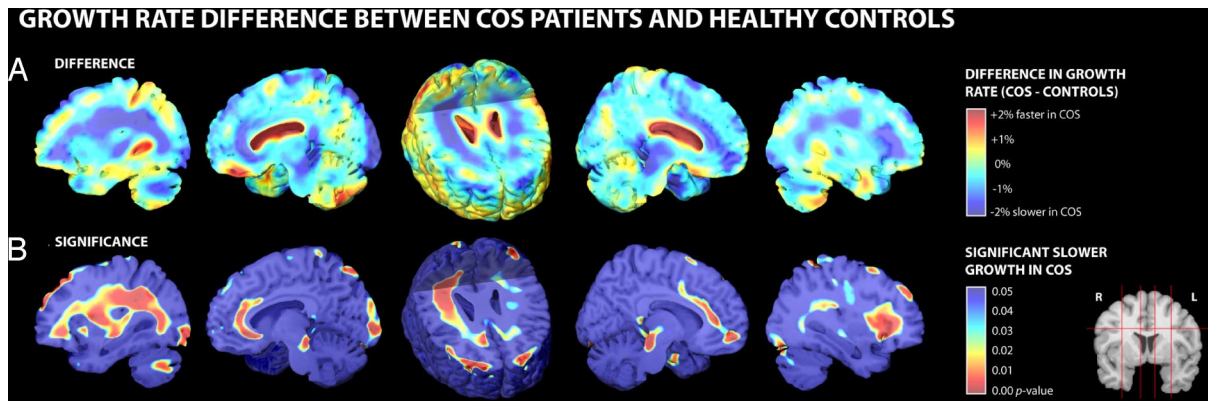 GROWTH RATE DIFFERENCE BETWEEN COS PATIENTS AND HEALTHY CONTROLS
A
DIFFERENCE
DIFFERENCE IN GROWTH
RATE (COS - CONTROLS)
+2% faster in COS
+1%
0%
-1%
-2% slower in COS
B
SIGNIFICANCE
SIGNIFICANT SLOWER
GROWTH IN COS
0.05
0.04
0.03
0.02
0.01
0.00 p-value
R
L